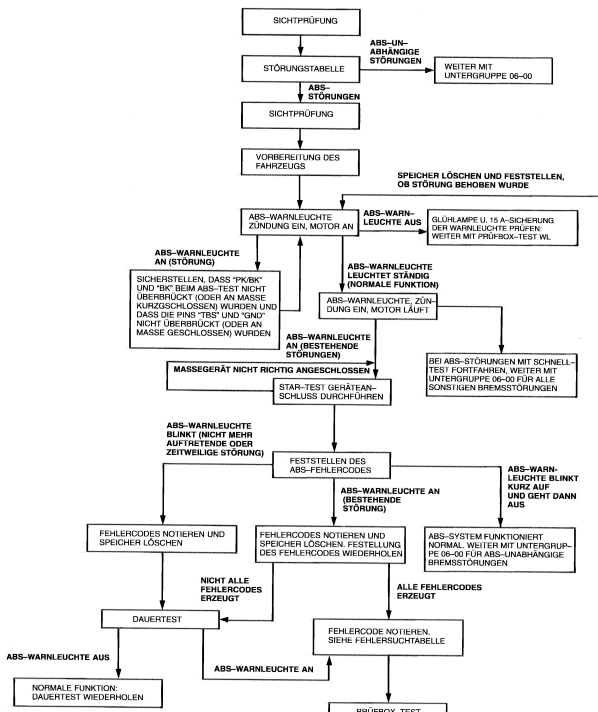 SICHTPRÜFUNG
ABS–UN–
ABHÄNGIGE
STÖRUNGEN
STÖRUNGSTABELLE
WEITER MIT
UNTERGRUPPE 06–00
ABS–
STÖRUNGEN
SICHTPRÜFUNG
VORBEREITUNG DES
FAHRZEUGS
SPEICHER LÖSCHEN UND FESTSTELLEN,
OB STÖRUNG BEHOBEN WURDE
ABS–WARNLEUCHTE
ZÜNDUNG EIN, MOTOR AN
ABS–WARN–
LEUCHTE AUS
GLÜHLAMPE U. 15 A–SICHERUNG
DER WARNLEUCHTE PRÜFEN:
WEITER MIT PRÜFBOX–TEST WL
ABS–WARNLEUCHTE
AN (STÖRUNG)
ABS–WARNLEUCHTE
LEUCHTET STÄNDIG
(NORMALE FUNKTION)
SICHERSTELLEN, DASS "PK/BK"
UND "BK" BEIM ABS–TEST NICHT
ÜBERBRÜCKT (ODER AN MASSE
KURZGSCHLOSSEN) WURDEN UND
DASS DIE PINS "TBS" UND "GND"
NICHT ÜBERBRÜCKT (ODER AN
MASSE GESCHLOSSEN) WURDEN
ABS–WARNLEUCHTE, ZÜN–
DUNG EIN, MOTOR LÄUFT
ABS–WARNLEUCHTE
AN (BESTEHENDE
STÖRUNGEN)
MASSEGERÄT NICHT RICHTIG ANGESCHLOSSEN
BEI ABS–STÖRUNGEN MIT SCHNELL–
TEST FORTFAHREN, WEITER MIT
UNTERGRUPPE 06–00 FÜR ALLE
SONSTIGEN BREMSSTÖRUNGEN
STAR–TEST GERÄTEAN–
SCHLUSS DURCHFÜHREN
ABS–WARNLEUCHTE
BLINKT (NICHT MEHR
AUFTRETENDE ODER
ZEITWEILIGE STÖRUNG)
FESTSTELLEN DES
ABS–FEHLERCODES
ABS–WARNLEUCHTE AN
(BESTEHENDE
STÖRUNG)
ABS–WARN–
LEUCHTE BLINKT
KURZ AUF
UND GEHT DANN
AUS
FEHLERCODES NOTIEREN UND
SPEICHER LÖSCHEN
FEHLERCODES NOTIEREN UND
SPEICHER LÖSCHEN. FESTELLUNG
DES FEHLERCODES WIEDERHOLEN
ABS–SYSTEM FUNKTIONIERT
NORMAL. WEITER MIT UNTERGRUP–
PE 06–00 FÜR ABS–UNABHÄNGIGE
BREMSSTÖRUNGEN
NICHT ALLE
FEHLERCODES
ERZEUGT
ALLE FEHLERCODES
ERZEUGT
DAUERTEST
FEHLERCODE NOTIEREN.
SIEHE FEHLERSUCHTABELLE
ABS–WARNLEUCHTE AUS
ABS–WARNLEUCHTE AN
NORMALE FUNKTION:
DAUERTEST WIEDERHOLEN
PRÜFBOX–TEST